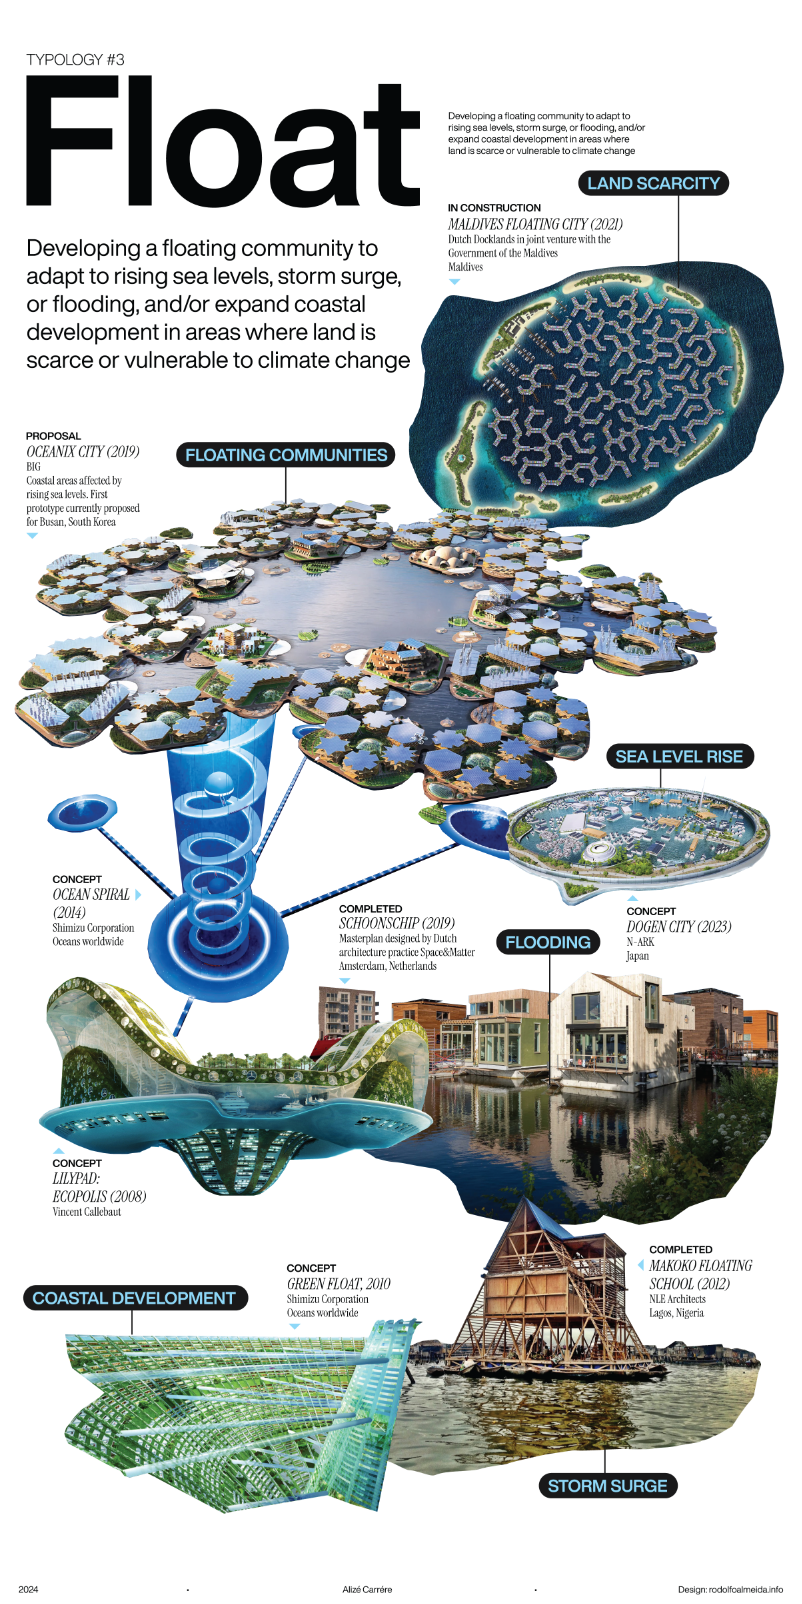 TYPOLOGY #3
Float
Developing a floating community to adapt to
rising sea levels, storm surge, or flooding, and/or
expand coastal development in areas where
land is scarce or vulnerable to climate change
LAND SCARCITY
IN CONSTRUCTION
MALDIVES FLOATING CITY (2021)
Dutch Docklands in joint venture with the
Government of the Maldives
Maldives
Developing a floating community to
adapt to rising sea levels, storm surge,
or flooding, and/or expand coastal
development in areas where land is
scarce or vulnerable to climate change
PROPOSAL
OCEANIX CITY (2019)
BIG
Coastal areas affected by
rising sea levels. First
prototype currently proposed
for Busan, South Korea
FLOATING COMMUNITIES
SEA LEVEL RISE
CONCEPT
OCEAN SPIRAL
(2014)
Shimizu Corporation
Oceans worldwide
COMPLETED
SCHOONSCHIP (2019)
Masterplan designed by Dutch
architecture practice Space&Matter
Amsterdam, Netherlands
FLOODING
CONCEPT
DOGEN CITY (2023)
N-ARK
Japan
CONCEPT
LILYPAD:
ECOPOLIS (2008)
Vincent Callebaut
COMPLETED
MAKOKO FLOATING
SCHOOL (2012)
NLE Architects
Lagos, Nigeria
CONCEPT
GREEN FLOAT, 2010
Shimizu Corporation
Oceans worldwide
COASTAL DEVELOPMENT
STORM SURGE
2024
•
Alizé Carrére
•
Design: rodolfoalmeida.info